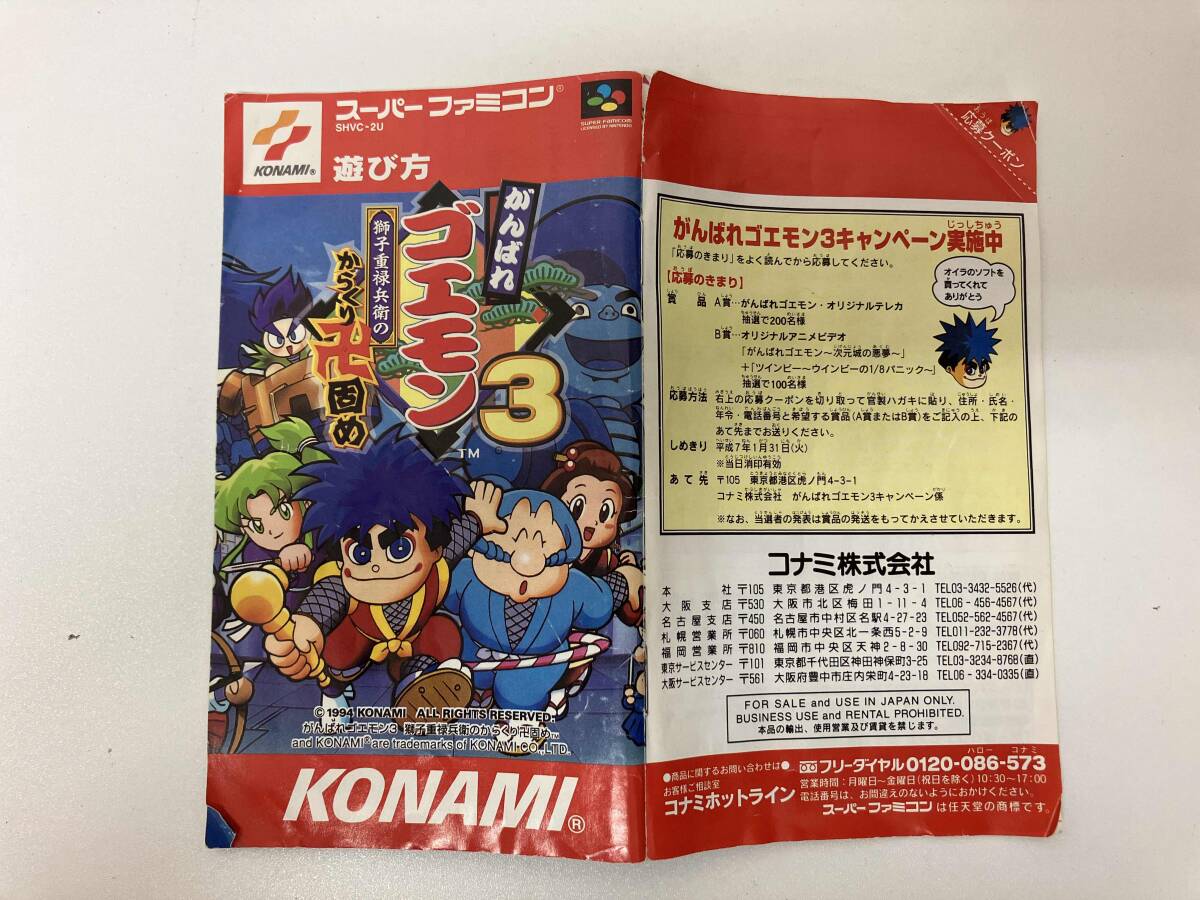 KONAMI®
スーパーファミコン®
SHVC-2U
遊び方
SUPER FAMICOM
LICENSED BY NINTENDO
がんばれ
ゴエモン
3
獅子重禄兵衛の
からくり
卍固め
TM
© 1994 KONAMI ALL RIGHTS RESERVED.
がんばれゴエモン3 獅子重禄兵衛のからくり卍固め™
and KONAMI® are trademarks of KONAMI CO., LTD.
KONAMI®
おうぼ
応募クーポン
じっしちゅう
がんばれゴエモン3キャンペーン実施中
「応募のきまり」をよく読んでから応募してください。
【応募のきまり】
賞品 A賞…がんばれゴエモン・オリジナルテレカ
抽選で200名様
B賞…オリジナルアニメビデオ
「がんばれゴエモン〜次元城の悪夢〜」
+「ツインビー〜ウインビーの1/8パニック〜」
抽選で100名様
オイラのソフトを
買ってくれて
ありがとう
応募方法 右上の応募クーポンを切り取って官製ハガキに貼り、住所・氏名・
年令・電話番号と希望する賞品(A賞またはB賞)をご記入の上、下記の
あて先までお送りください。
しめきり 平成7年1月31日(火)
※当日消印有効
あて先 〒105 東京都港区虎ノ門4-3-1
コナミ株式会社 がんばれゴエモン3キャンペーン係
※なお、当選者の発表は賞品の発送をもってかえさせていただきます。
コナミ株式会社
本社 〒105 東京都港区虎ノ門4-3-1 TEL03-3432-5526(代)
大阪支店 〒530 大阪市北区梅田1-11-4 TEL06-456-4567(代)
名古屋支店 〒450 名古屋市中村区名駅4-27-23 TEL052-562-4567(代)
札幌営業所 〒060 札幌市中央区北一条西5-2-9 TEL011-232-3778(代)
福岡営業所 〒810 福岡市中央区天神2-8-30 TEL092-715-2367(代)
東京サービスセンター 〒101 東京都千代田区神田神保町3-25 TEL03-3234-8768(直)
大阪サービスセンター 〒561 大阪府豊中市庄内栄町4-23-18 TEL06-334-0335(直)
FOR SALE and USE IN JAPAN ONLY.
BUSINESS USE and RENTAL PROHIBITED.
本品の輸出、使用営業及び賃貸を禁じます。
ハロー コナミ
●商品に関するお問い合わせは● フリーダイヤル0120-086-573
お客様ご相談室
コナミホットライン
営業時間:月曜日〜金曜日(祝日を除く)10:30〜17:00
電話番号は、お間違えのないようにおかけください。
スーパーファミコンは任天堂の商標です。